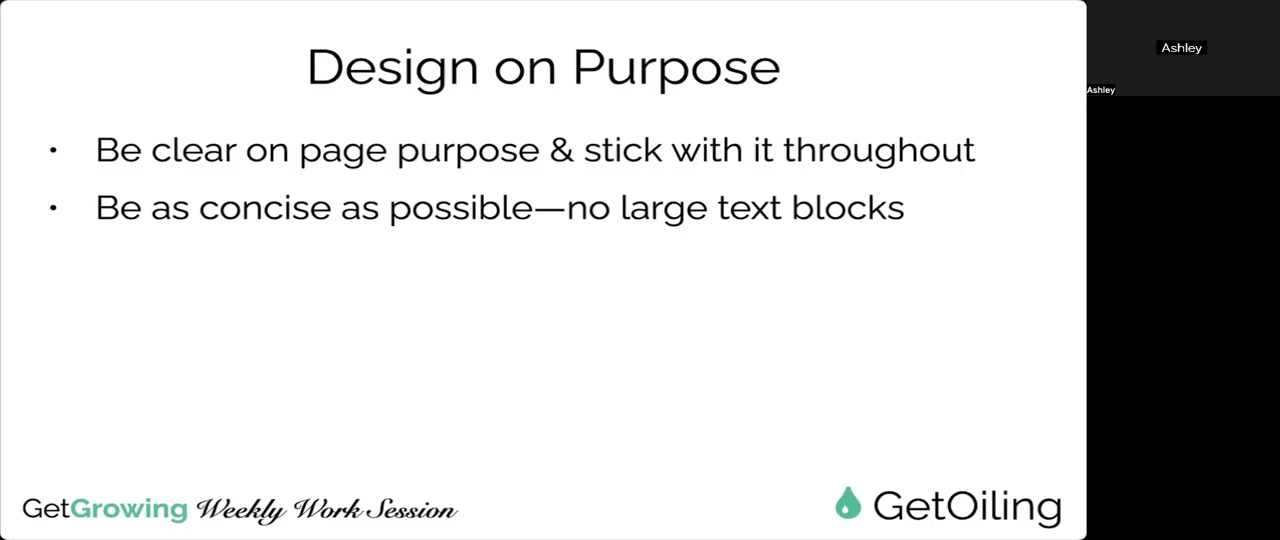 Design on Purpose
• Be clear on page purpose & stick with it throughout
• Be as concise as possible—no large text blocks
GetGrowing Weekly Work Session
GetOiling
Ashley
Ashley